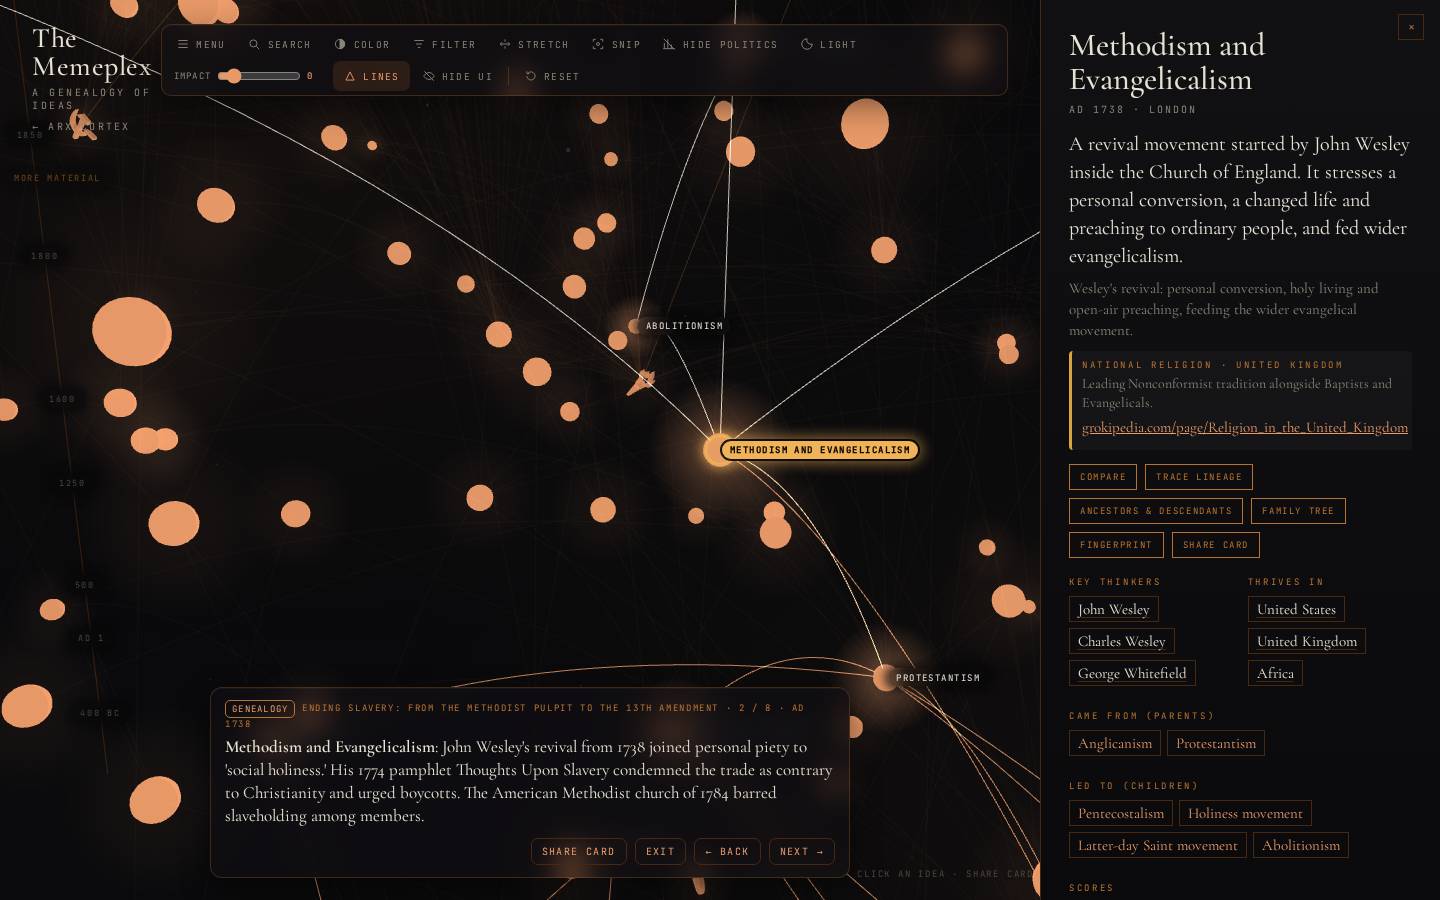 The
Memeplex
A GENEALOGY OF
IDEAS
MENU
SEARCH
COLOR
FILTER
STRETCH
SNIP
HIDE POLITICS
LIGHT
IMPACT
0
LINES
HIDE UI
RESET
1850
MORE MATERIAL
1800
1600
1250
500
AD 1
400 BC
ABOLITIONISM
METHODISM AND EVANGELICALISM
PROTESTANTISM
GENEALOGY ENDING SLAVERY: FROM THE METHODIST PULPIT TO THE 13TH AMENDMENT · 2 / 8 · AD
1738
Methodism and Evangelicalism: John Wesley's revival from 1738 joined personal piety to
'social holiness.' His 1774 pamphlet Thoughts Upon Slavery condemned the trade as contrary
to Christianity and urged boycotts. The American Methodist church of 1784 barred
slaveholding among members.
SHARE CARD
EXIT
← BACK
NEXT →
CLICK AN IDEA · SHARE CARD
×
Methodism and
Evangelicalism
AD 1738 · LONDON
A revival movement started by John Wesley
inside the Church of England. It stresses a
personal conversion, a changed life and
preaching to ordinary people, and fed wider
evangelicalism.
Wesley's revival: personal conversion, holy living and
open-air preaching, feeding the wider evangelical
movement.
NATIONAL RELIGION · UNITED KINGDOM
Leading Nonconformist tradition alongside Baptists and
Evangelicals.
grokipedia.com/page/Religion_in_the_United_Kingdom
COMPARE
TRACE LINEAGE
ANCESTORS & DESCENDANTS
FAMILY TREE
FINGERPRINT
SHARE CARD
KEY THINKERS
John Wesley
Charles Wesley
George Whitefield
THRIVES IN
United States
United Kingdom
Africa
CAME FROM (PARENTS)
Anglicanism
Protestantism
LED TO (CHILDREN)
Pentecostalism
Holiness movement
Latter-day Saint movement
Abolitionism
SCORES